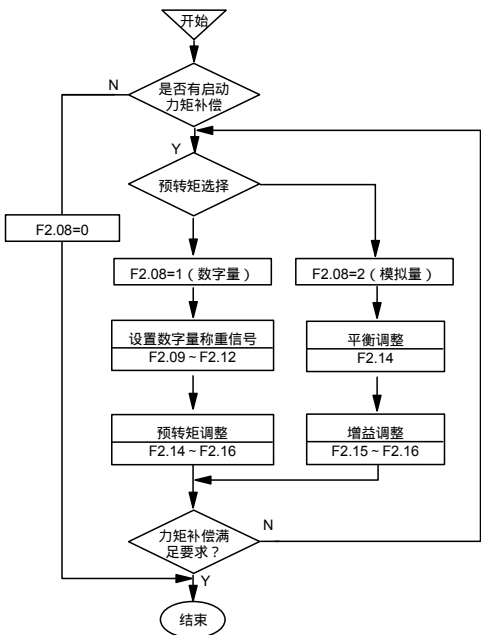 开始
N
是否有启动
力矩补偿
Y
预转矩选择
F2.08=0
F2.08=1（数字量）
F2.08=2（模拟量）
设置数字量称重信号
F2.09~F2.12
平衡调整
F2.14
预转矩调整
F2.14~F2.16
增益调整
F2.15~F2.16
力矩补偿满
足要求？
N
Y
结束